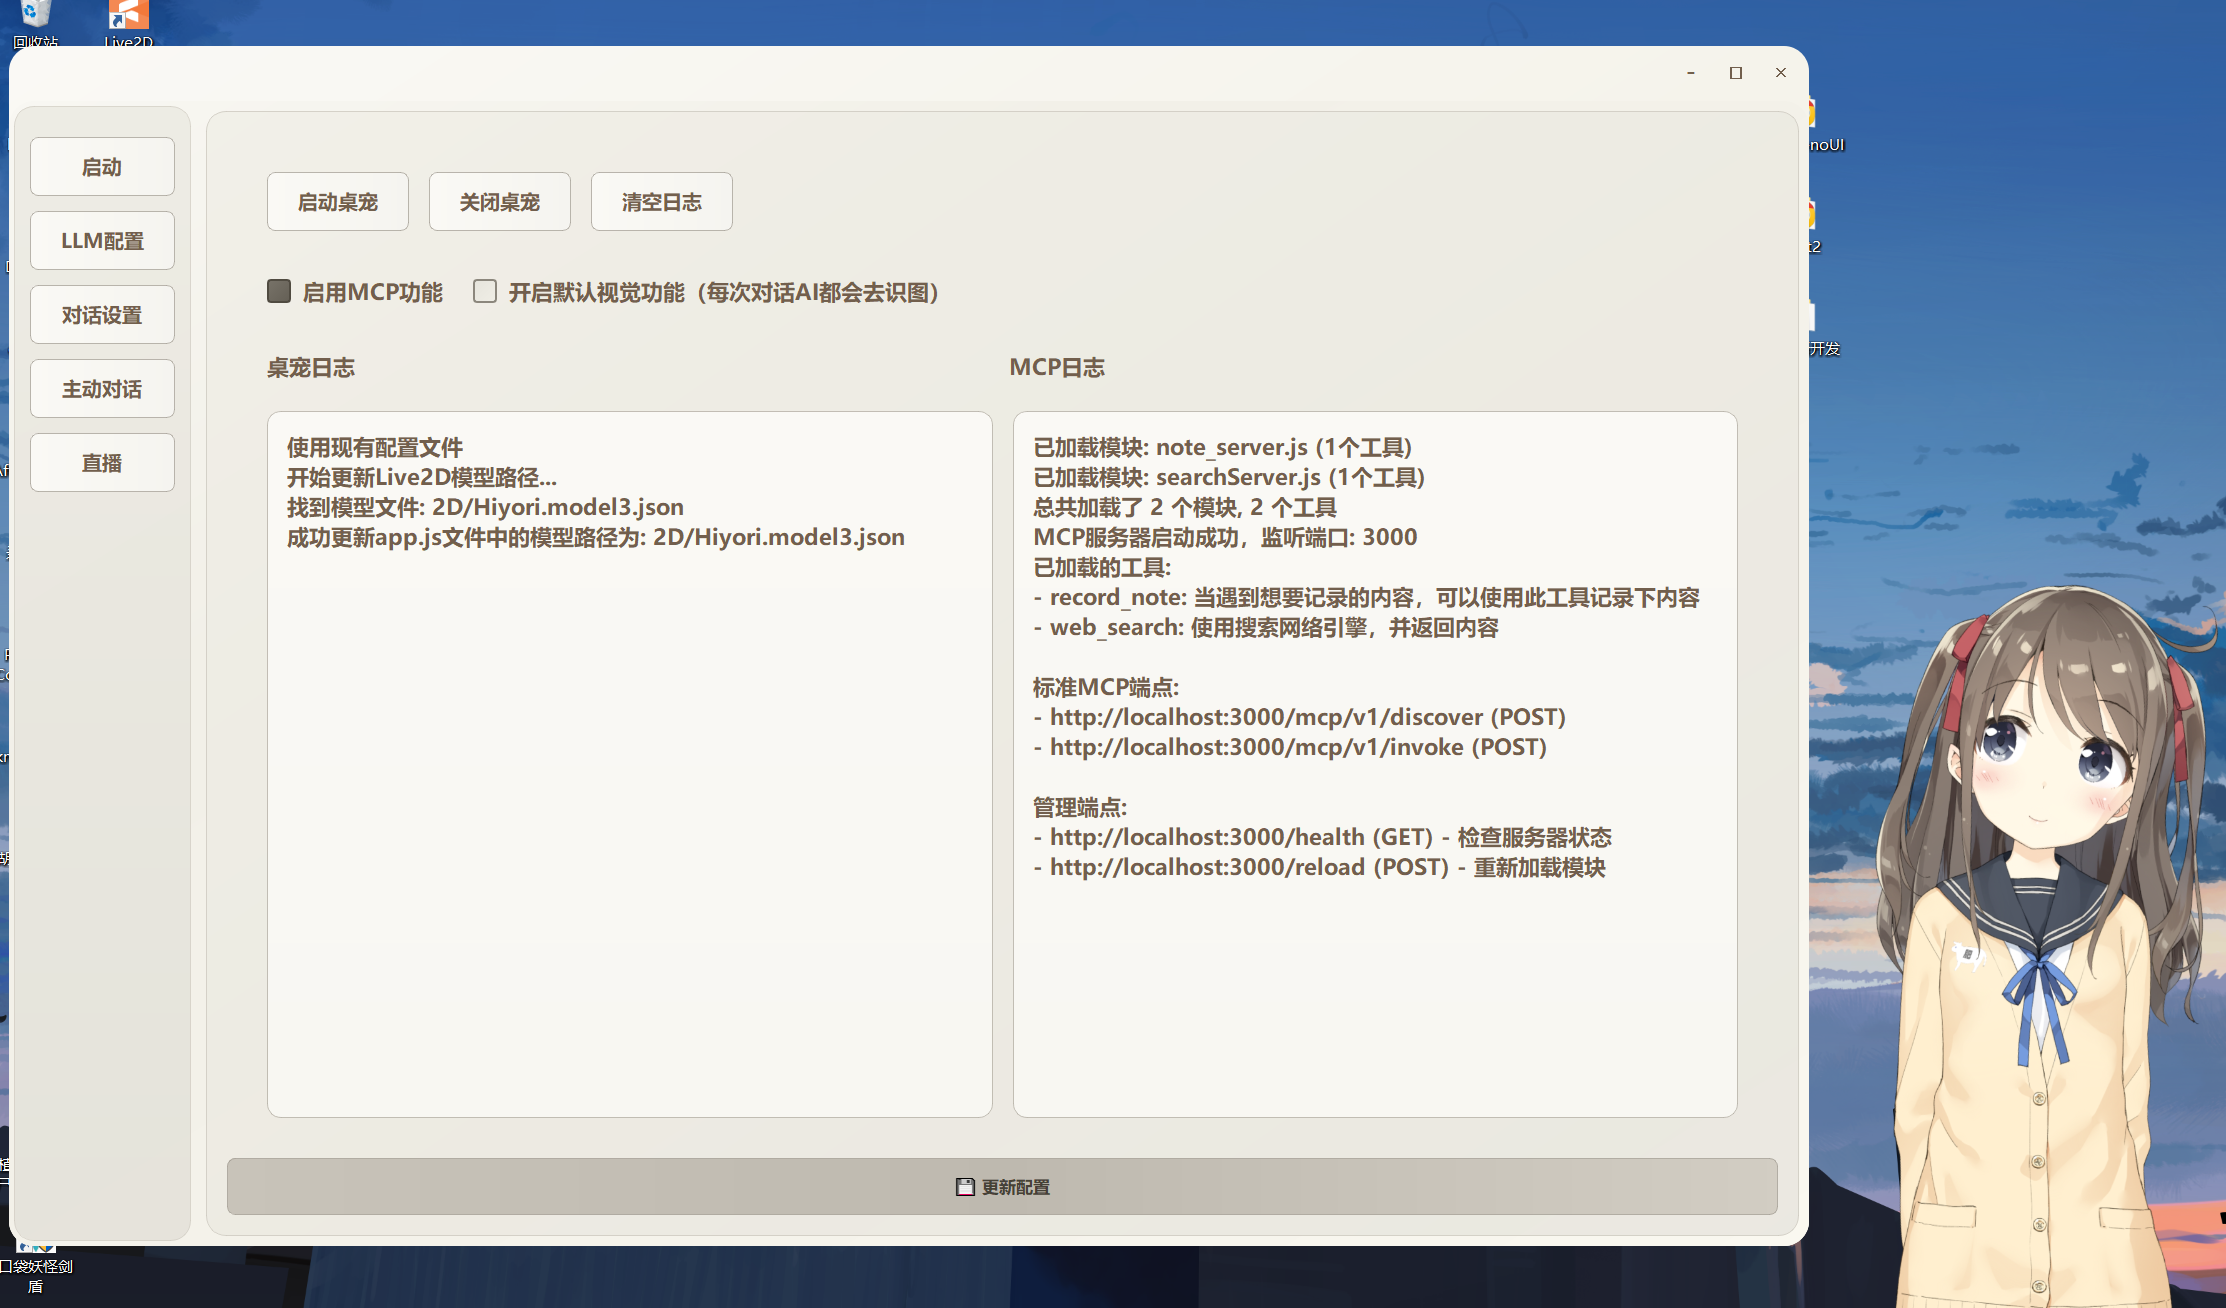 回收站
Live2D
启动
LLM配置
对话设置
主动对话
直播
启动桌宠
关闭桌宠
清空日志
启用MCP功能
开启默认视觉功能（每次对话AI都会去识图）
桌宠日志
使用现有配置文件
开始更新Live2D模型路径...
找到模型文件: 2D/Hiyori.model3.json
成功更新app.js文件中的模型路径为: 2D/Hiyori.model3.json
MCP日志
已加载模块: note_server.js (1个工具)
已加载模块: searchServer.js (1个工具)
总共加载了 2 个模块, 2 个工具
MCP服务器启动成功，监听端口: 3000
已加载的工具:
- record_note: 当遇到想要记录的内容，可以使用此工具记录下内容
- web_search: 使用搜索网络引擎，并返回内容
标准MCP端点:
- http://localhost:3000/mcp/v1/discover (POST)
- http://localhost:3000/mcp/v1/invoke (POST)
管理端点:
- http://localhost:3000/health (GET) - 检查服务器状态
- http://localhost:3000/reload (POST) - 重新加载模块
更新配置
noUI
t2
开发
口袋妖怪剑
盾